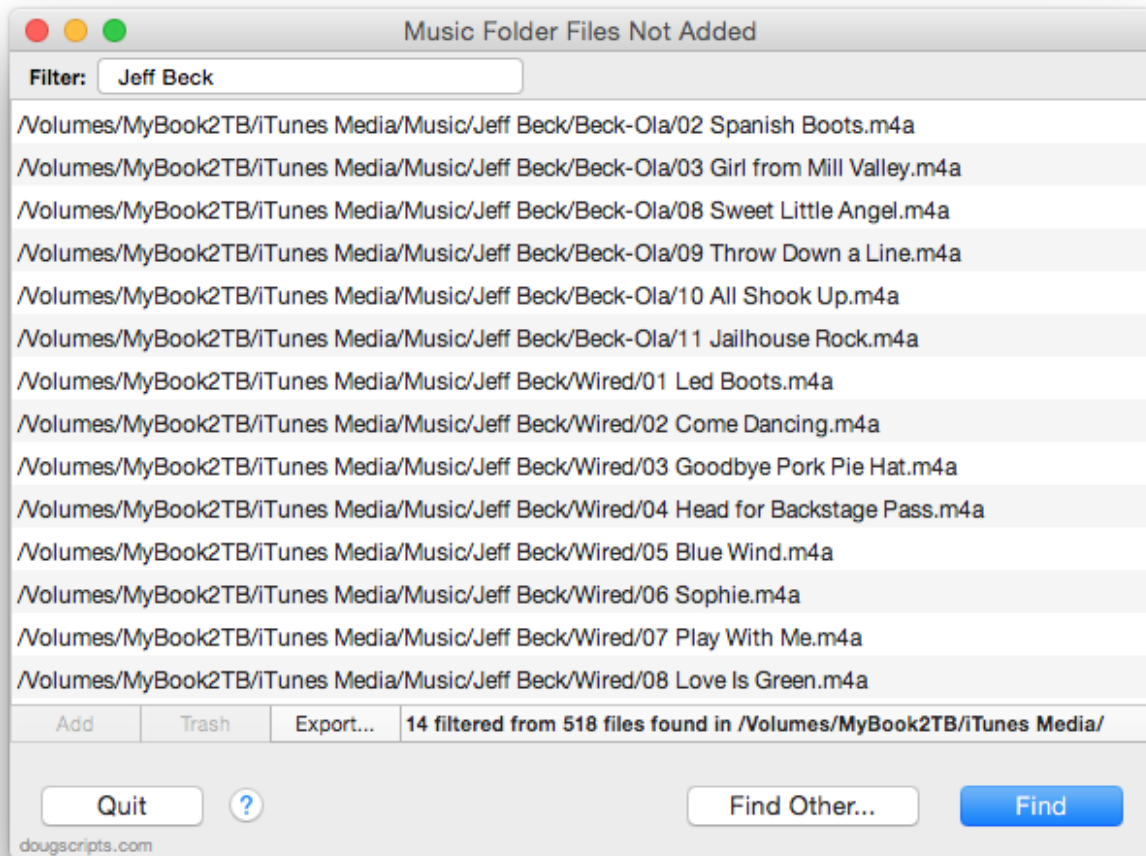 Music Folder Files Not Added
Filter: Jeff Beck
/Volumes/MyBook2TB/iTunes Media/Music/Jeff Beck/Beck-Ola/02 Spanish Boots.m4a
/Volumes/MyBook2TB/iTunes Media/Music/Jeff Beck/Beck-Ola/03 Girl from Mill Valley.m4a
/Volumes/MyBook2TB/iTunes Media/Music/Jeff Beck/Beck-Ola/08 Sweet Little Angel.m4a
/Volumes/MyBook2TB/iTunes Media/Music/Jeff Beck/Beck-Ola/09 Throw Down a Line.m4a
/Volumes/MyBook2TB/iTunes Media/Music/Jeff Beck/Beck-Ola/10 All Shook Up.m4a
/Volumes/MyBook2TB/iTunes Media/Music/Jeff Beck/Beck-Ola/11 Jailhouse Rock.m4a
/Volumes/MyBook2TB/iTunes Media/Music/Jeff Beck/Wired/01 Led Boots.m4a
/Volumes/MyBook2TB/iTunes Media/Music/Jeff Beck/Wired/02 Come Dancing.m4a
/Volumes/MyBook2TB/iTunes Media/Music/Jeff Beck/Wired/03 Goodbye Pork Pie Hat.m4a
/Volumes/MyBook2TB/iTunes Media/Music/Jeff Beck/Wired/04 Head for Backstage Pass.m4a
/Volumes/MyBook2TB/iTunes Media/Music/Jeff Beck/Wired/05 Blue Wind.m4a
/Volumes/MyBook2TB/iTunes Media/Music/Jeff Beck/Wired/06 Sophie.m4a
/Volumes/MyBook2TB/iTunes Media/Music/Jeff Beck/Wired/07 Play With Me.m4a
/Volumes/MyBook2TB/iTunes Media/Music/Jeff Beck/Wired/08 Love Is Green.m4a
Add Trash Export... 14 filtered from 518 files found in /Volumes/MyBook2TB/iTunes Media/
Quit ? Find Other... Find
dougscripts.com